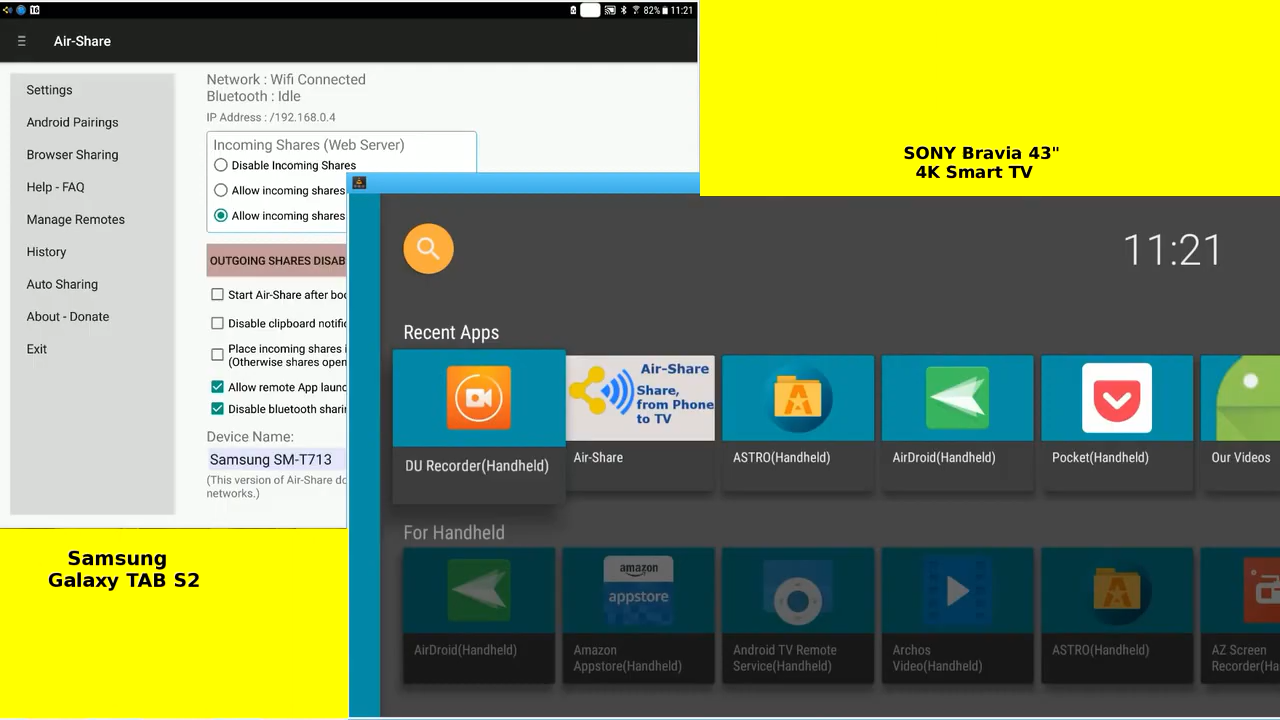 16
82%
11:21
Air-Share
Settings
Android Pairings
Browser Sharing
Help - FAQ
Manage Remotes
History
Auto Sharing
About - Donate
Exit
Network : Wifi Connected
Bluetooth : Idle
IP Address : /192.168.0.4
Incoming Shares (Web Server)
Disable Incoming Shares
Allow incoming shares
Allow incoming shares
OUTGOING SHARES DISAB
Start Air-Share after boo
Disable clipboard notific
Place incoming shares i
(Otherwise shares open
Allow remote App launc
Disable bluetooth sharin
Device Name:
Samsung SM-T713
(This version of Air-Share do
networks.)
Samsung
Galaxy TAB S2
SONY Bravia 43"
4K Smart TV
11:21
Recent Apps
Air-Share
Share,
from Phone
to TV
DU Recorder(Handheld)
Air-Share
ASTRO(Handheld)
AirDroid(Handheld)
Pocket(Handheld)
Our Videos
For Handheld
amazon
appstore
AirDroid(Handheld)
Amazon
Appstore(Handheld)
Android TV Remote
Service(Handheld)
Archos
Video(Handheld)
ASTRO(Handheld)
AZ Screen
Recorder(Ha